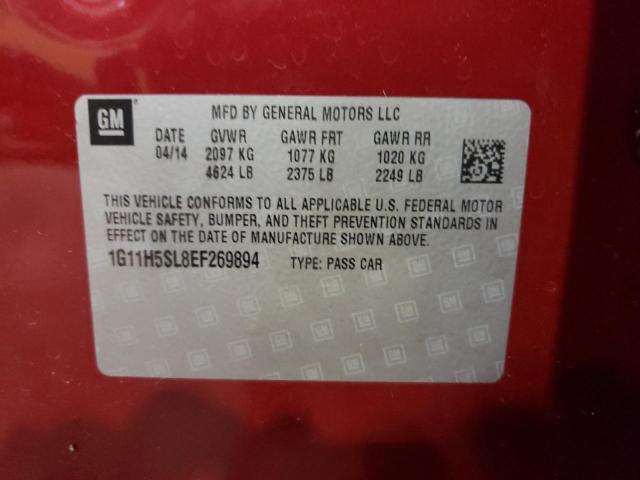 GM
MFD BY GENERAL MOTORS LLC
DATE GVWR GAWR FRT GAWR RR
04/14 2097 KG 1077 KG 1020 KG
4624 LB 2375 LB 2249 LB
THIS VEHICLE CONFORMS TO ALL APPLICABLE U.S. FEDERAL MOTOR
VEHICLE SAFETY, BUMPER, AND THEFT PREVENTION STANDARDS IN
EFFECT ON THE DATE OF MANUFACTURE SHOWN ABOVE.
1G11H5SL8EF269894 TYPE: PASS CAR